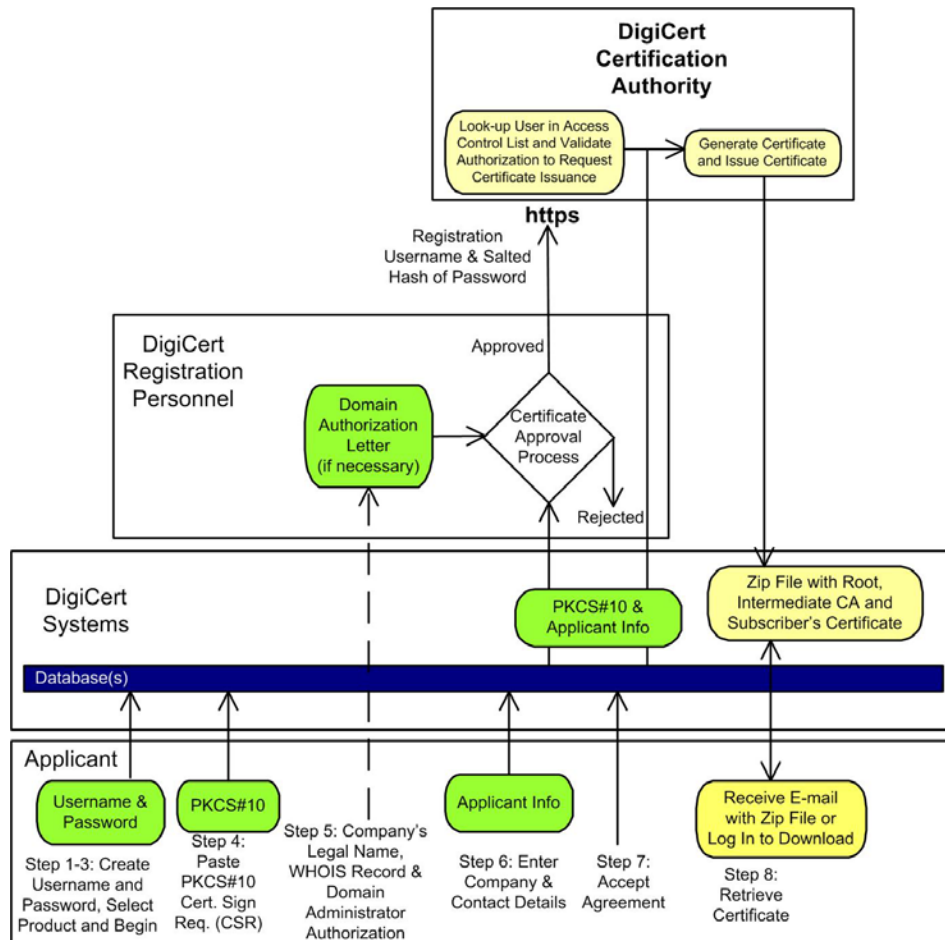 DigiCert
Certification
Authority
Look-up User in Access
Control List and Validate
Authorization to Request
Certificate Issuance
Generate Certificate
and Issue Certificate
https
Registration
Username & Salted
Hash of Password
DigiCert
Registration
Personnel
Approved
Domain
Authorization
Letter
(if necessary)
Certificate
Approval
Process
Rejected
DigiCert
Systems
PKCS#10 &
Applicant Info
Zip File with Root,
Intermediate CA and
Subscriber's Certificate
Database(s)
Applicant
Username &
Password
PKCS#10
Applicant Info
Receive E-mail
with Zip File or
Log In to Download
Step 1-3: Create
Username and
Password, Select
Product and Begin
Step 4:
Paste
PKCS#10
Cert. Sign
Req. (CSR)
Step 5: Company's
Legal Name,
WHOIS Record &
Domain
Administrator
Authorization
Step 6: Enter
Company &
Contact Details
Step 7:
Accept
Agreement
Step 8:
Retrieve
Certificate